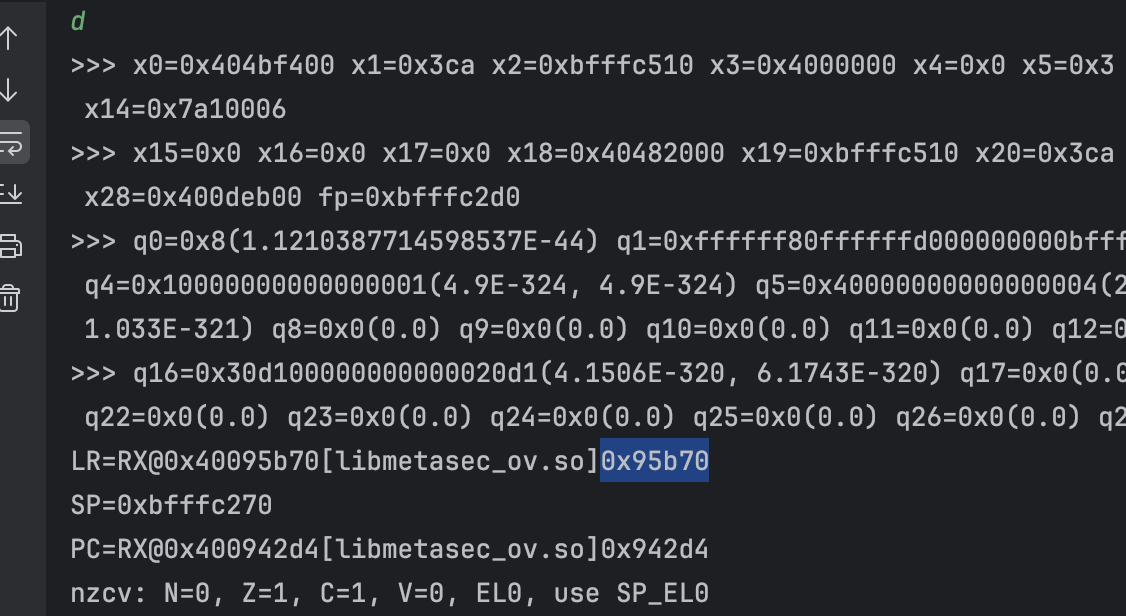 d
>>> x0=0x404bf400 x1=0x3ca x2=0xbfffc510 x3=0x4000000 x4=0x0 x5=0x3
x14=0x7a10006
>>> x15=0x0 x16=0x0 x17=0x0 x18=0x40482000 x19=0xbfffc510 x20=0x3ca
x28=0x400deb00 fp=0xbfffc2d0
>>> q0=0x8(1.1210387714598537E-44) q1=0xffffff80ffffffd000000000bfff
q4=0x10000000000000001(4.9E-324, 4.9E-324) q5=0x40000000000000004(2
1.033E-321) q8=0x0(0.0) q9=0x0(0.0) q10=0x0(0.0) q11=0x0(0.0) q12=0
>>> q16=0x30d100000000000020d1(4.1506E-320, 6.1743E-320) q17=0x0(0.0
q22=0x0(0.0) q23=0x0(0.0) q24=0x0(0.0) q25=0x0(0.0) q26=0x0(0.0) q2
LR=RX@0x40095b70[libmetasec_ov.so]0x95b70
SP=0xbfffc270
PC=RX@0x400942d4[libmetasec_ov.so]0x942d4
nzcv: N=0, Z=1, C=1, V=0, EL0, use SP_EL0